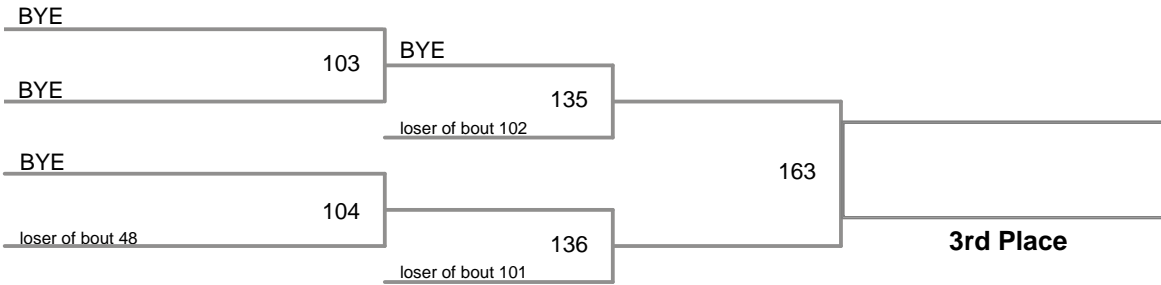 BYE
103
BYE
BYE
135
loser of bout 102
BYE
163
104
loser of bout 48
136
3rd Place
loser of bout 101